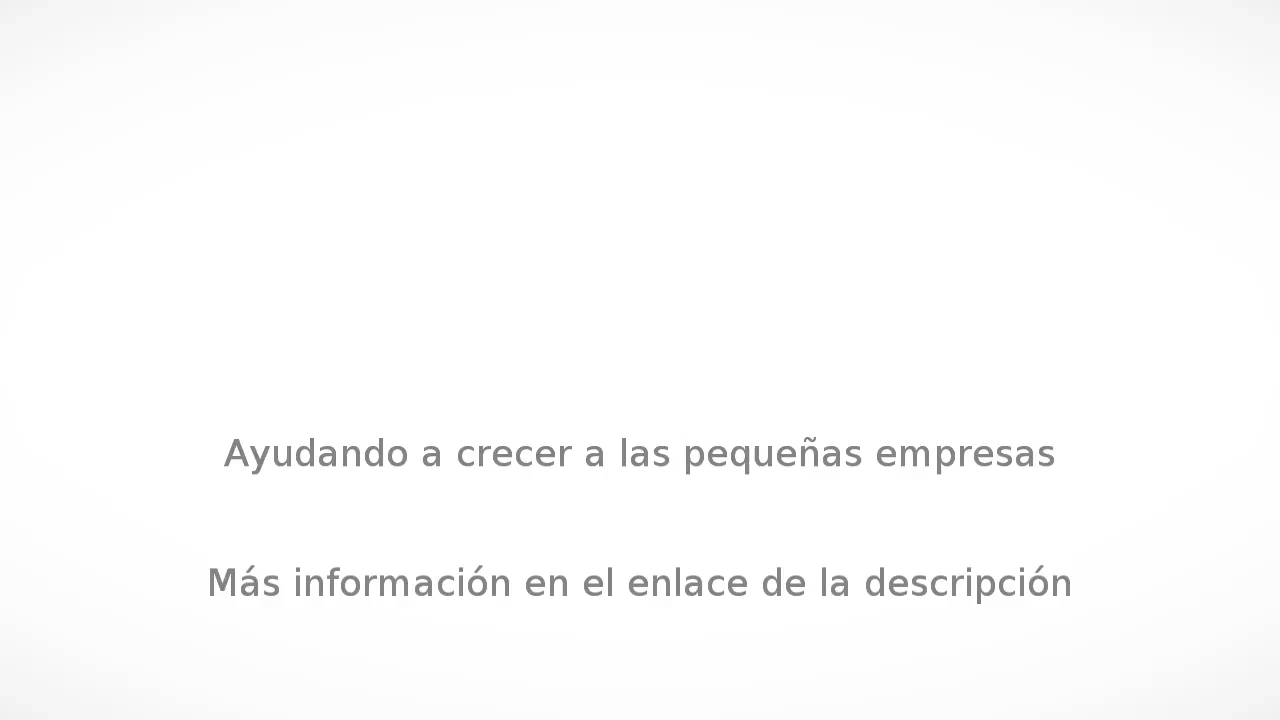 Ayudando a crecer a las pequeñas empresas
Más información en el enlace de la descripción